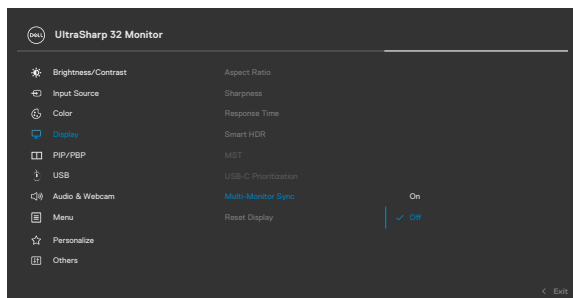 DELL UltraSharp 32 Monitor
Brightness/Contrast Aspect Ratio
Input Source Sharpness
Color Response Time
Display Smart HDR
PIP/PBP MST
USB USB-C Prioritization
Audio & Webcam Multi-Monitor Sync On
Menu Reset Display Off
Personalize
Others
< Exit